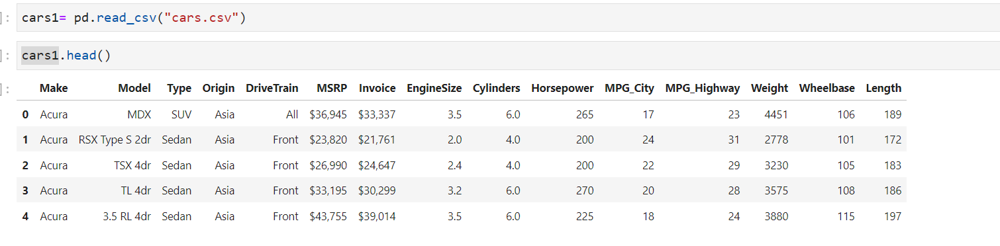 ]: cars1= pd.read_csv("cars.csv")
]: cars1.head()
]: Make Model Type Origin DriveTrain MSRP Invoice EngineSize Cylinders Horsepower MPG_City MPG_Highway Weight Wheelbase Length
0 Acura MDX SUV Asia All $36,945 $33,337 3.5 6.0 265 17 23 4451 106 189
1 Acura RSX Type S 2dr Sedan Asia Front $23,820 $21,761 2.0 4.0 200 24 31 2778 101 172
2 Acura TSX 4dr Sedan Asia Front $26,990 $24,647 2.4 4.0 200 22 29 3230 105 183
3 Acura TL 4dr Sedan Asia Front $33,195 $30,299 3.2 6.0 270 20 28 3575 108 186
4 Acura 3.5 RL 4dr Sedan Asia Front $43,755 $39,014 3.5 6.0 225 18 24 3880 115 197